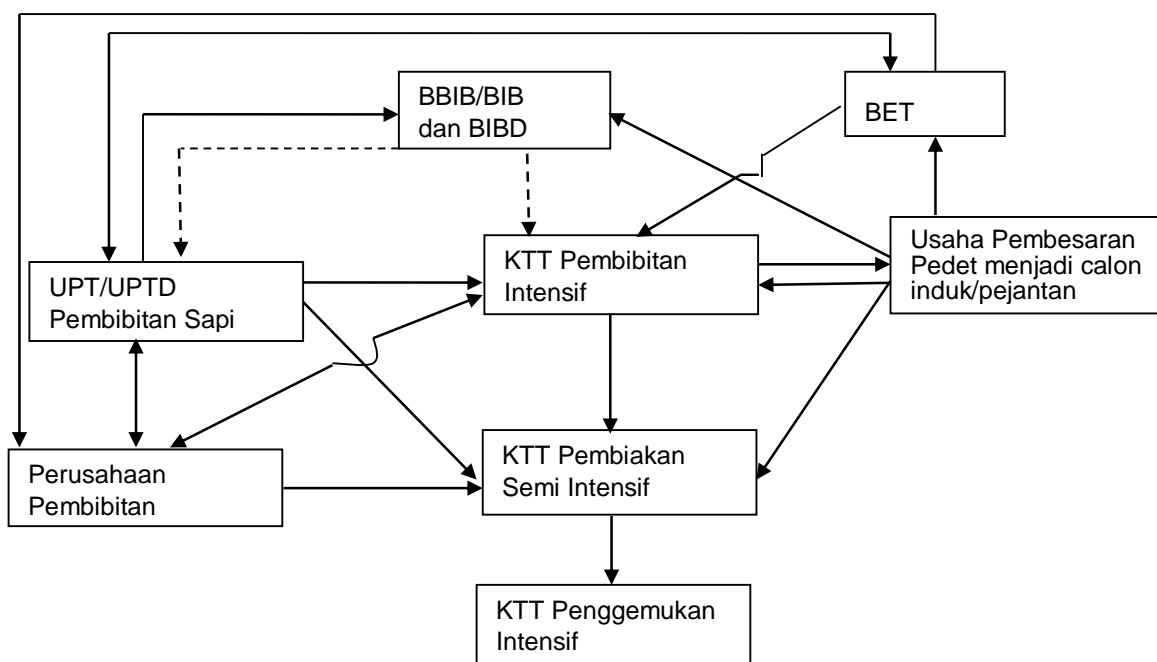 BBIB/BIB
dan BIBD
BET
KTT Pembibitan
Intensif
Usaha Pembesaran
Pedet menjadi calon
induk/pejantan
UPT/UPTD
Pembibitan Sapi
Perusahaan
Pembibitan
KTT Pembiakan
Semi Intensif
KTT Penggemukan
Intensif